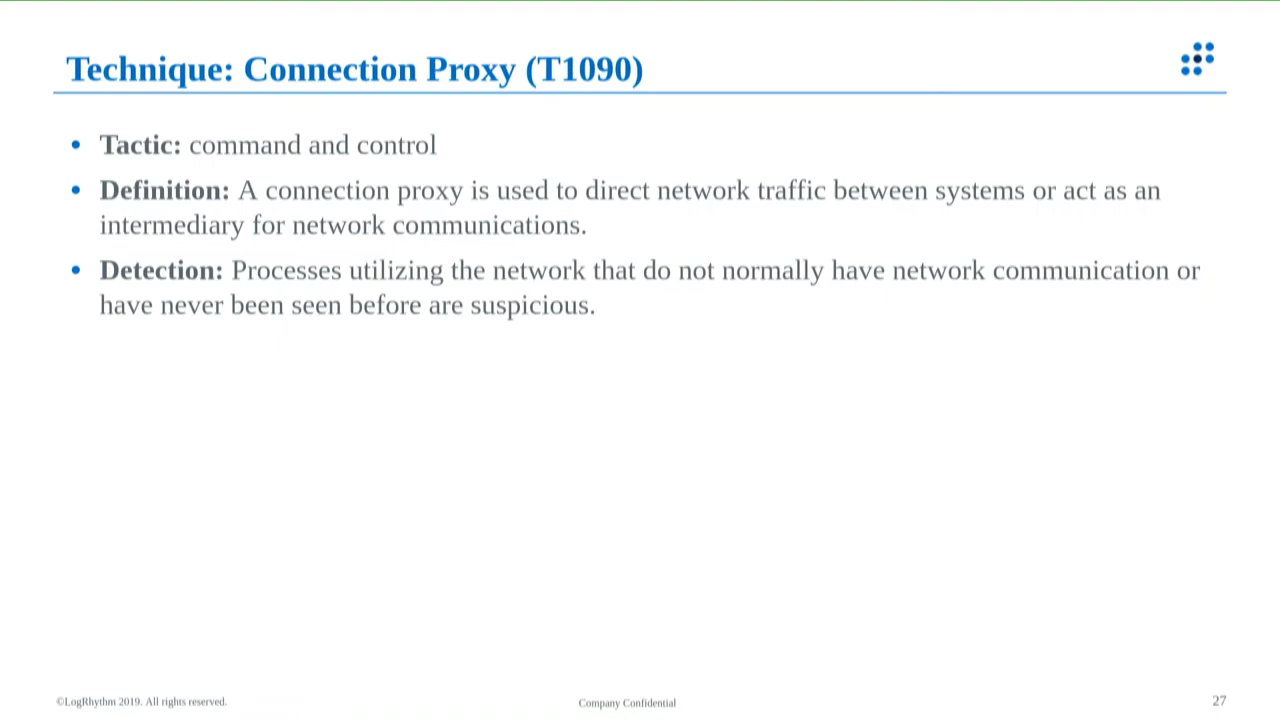 Technique: Connection Proxy (T1090)
• Tactic: command and control
• Definition: A connection proxy is used to direct network traffic between systems or act as an
intermediary for network communications.
• Detection: Processes utilizing the network that do not normally have network communication or
have never been seen before are suspicious.
©LogRhythm 2019. All rights reserved.
Company Confidential
27